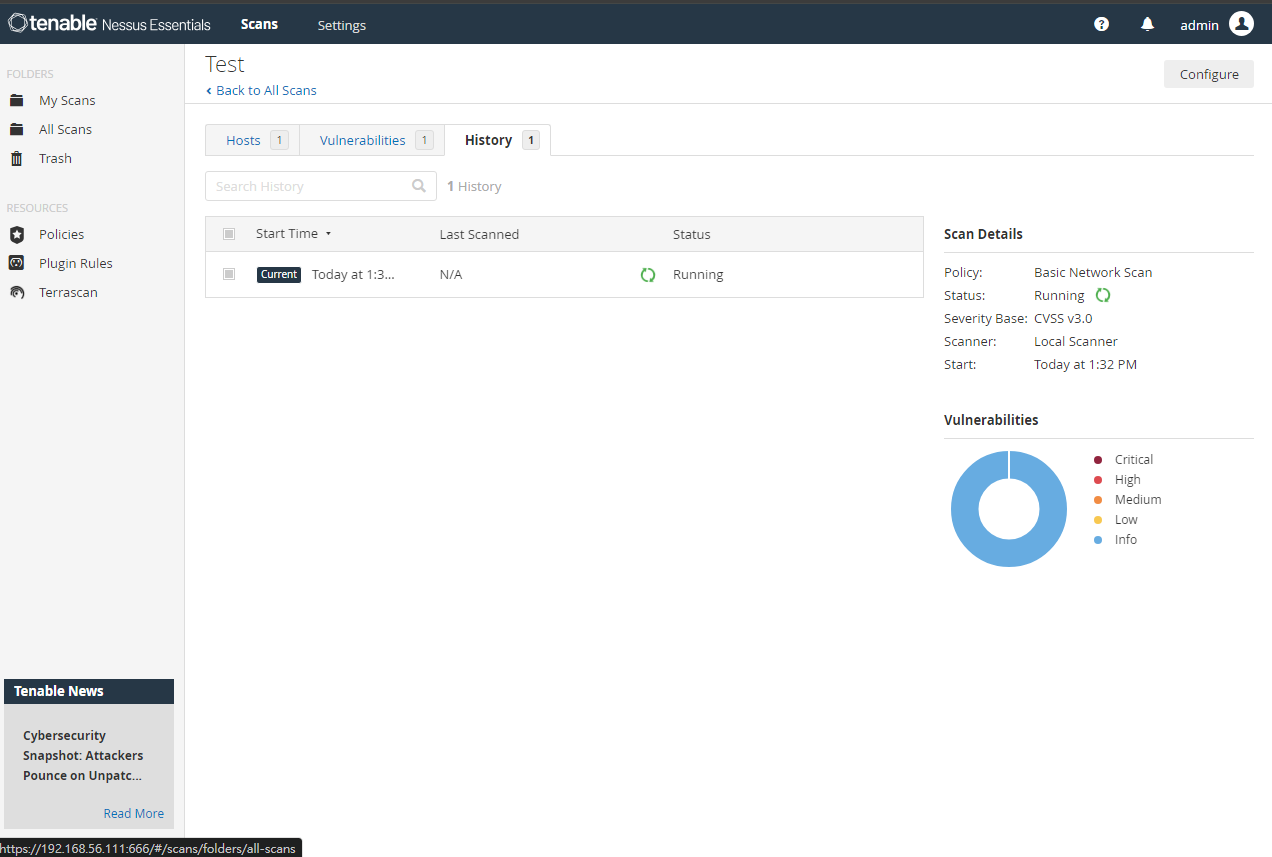 tenable Nessus Essentials Scans Settings admin
FOLDERS
My Scans
All Scans
Trash
RESOURCES
Policies
Plugin Rules
Terrascan
Tenable News
Cybersecurity
Snapshot: Attackers
Pounce on Unpatc...
Read More
Test
Back to All Scans
Configure
Hosts 1 Vulnerabilities 1 History 1
Search History 1 History
Start Time Last Scanned Status
Current Today at 1:3... N/A Running
Scan Details
Policy: Basic Network Scan
Status: Running
Severity Base: CVSS v3.0
Scanner: Local Scanner
Start: Today at 1:32 PM
Vulnerabilities
Critical
High
Medium
Low
Info
https://192.168.56.111:666/#/scans/folders/all-scans